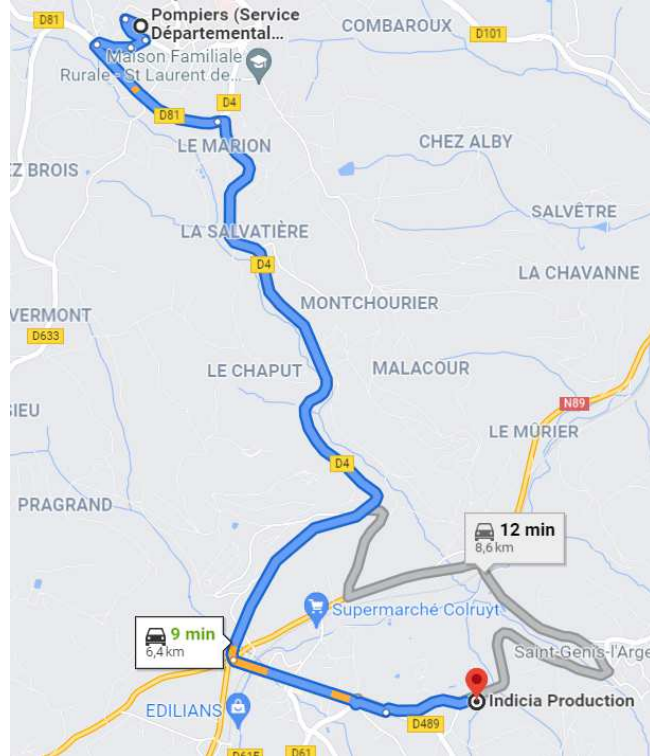 D81
Pompiers (Service
Départemental...
COMBAROUX
D101
Maison Familiale
Rurale - St Laurent de...
D4
D81
LE MARION
CHEZ ALBY
Z BROIS
SALVÊTRE
LA SALVATIÈRE
D4
LA CHAVANNE
MONTCHOURIER
VERMONT
D633
LE CHAPUT
MALACOUR
N89
SIEU
LE MÛRIER
D4
PRAGRAND
12 min
8,6 km
Supermarché Colruyt
9 min
6,4 km
Saint-Genis-l'Arge
Indicia Production
EDILIANS
D489
D615
D61